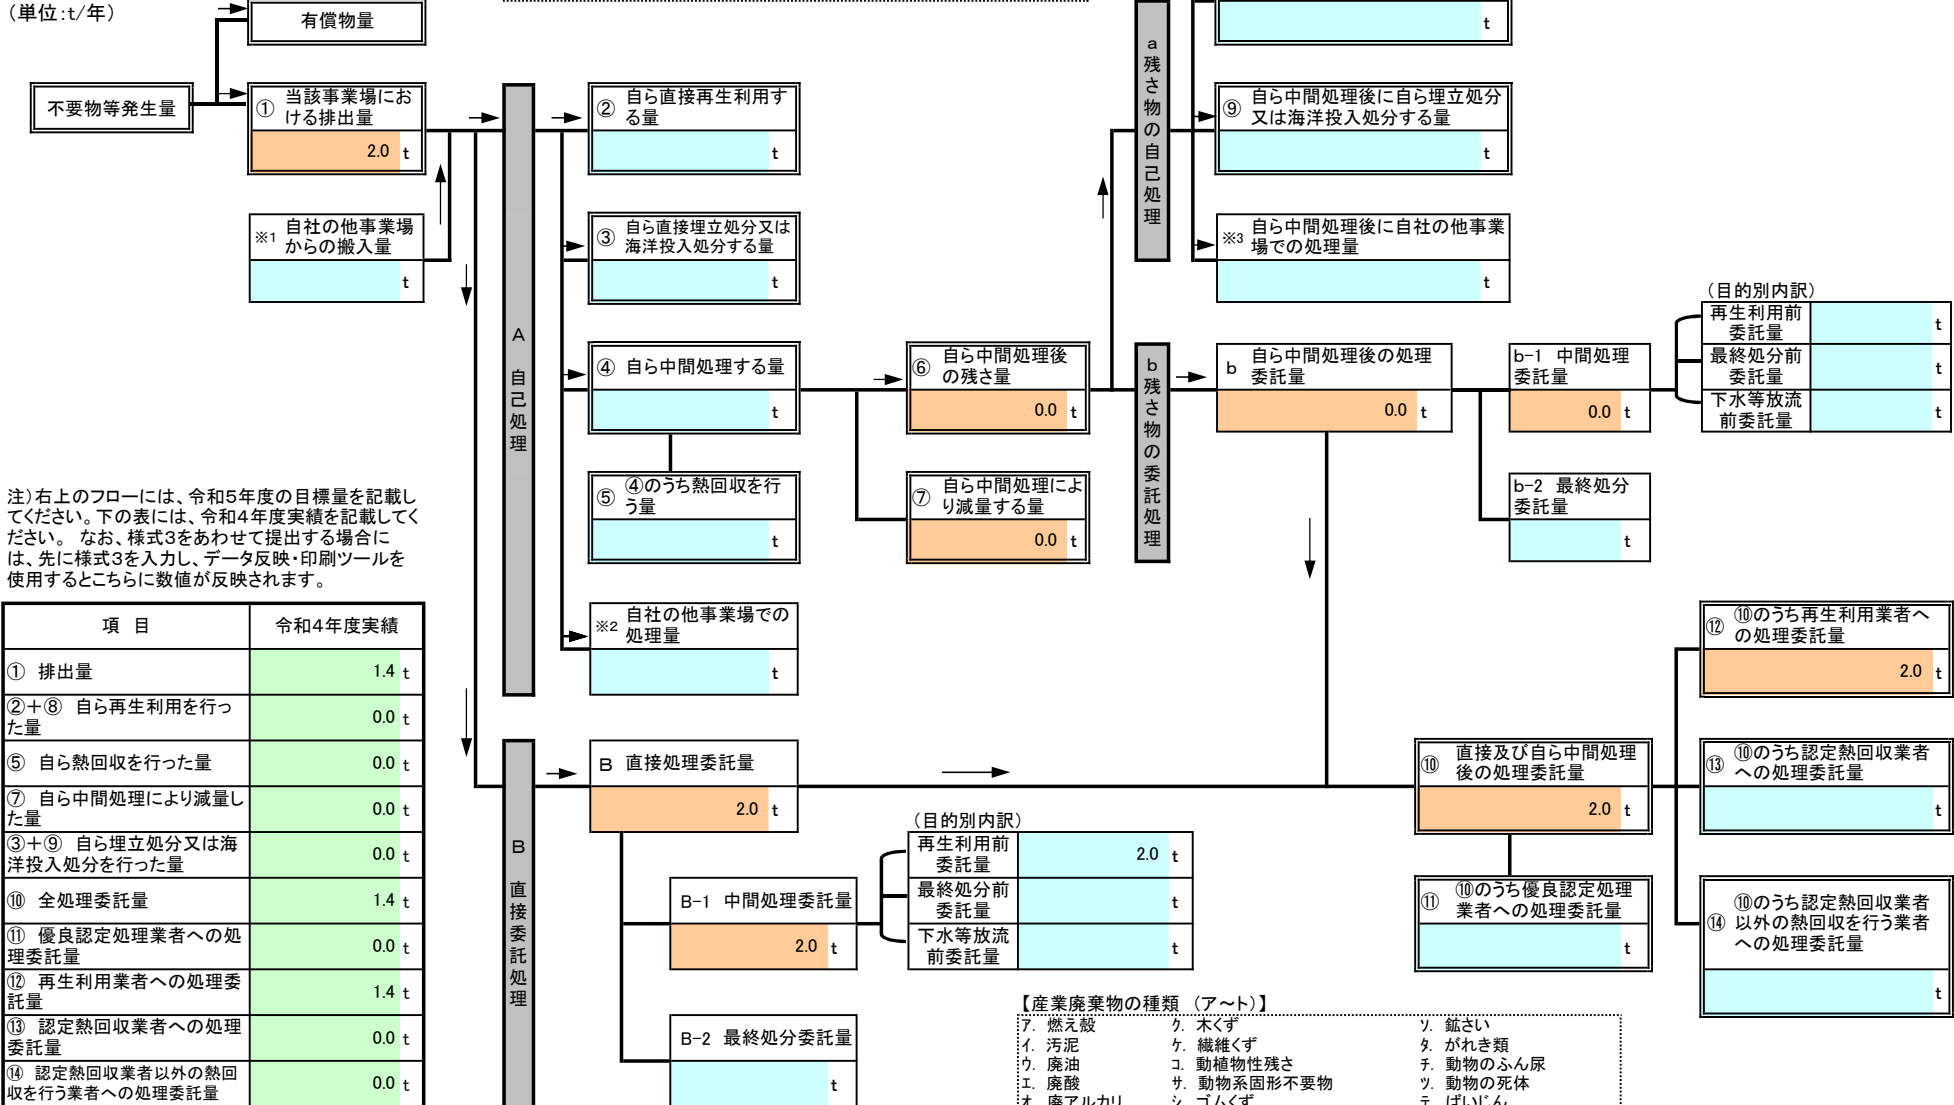 （単位:t/年）
有償物量
t
不要物等発生量
① 当該事業場にお
ける排出量
2.0 t
② 自ら直接再生利用す
る量
t
a 残さ物の自己処理
⑨ 自ら中間処理後に自ら埋立処分
又は海洋投入処分する量
t
※1 自社の他事業場
からの搬入量
t
③ 自ら直接埋立処分又は
海洋投入処分する量
t
※3 自ら中間処理後に自社の他事業
場での処理量
t
A 自己処理
④ 自ら中間処理する量
t
⑥ 自ら中間処理後
の残さ量
0.0 t
b 残さ物の委託処理
b 自ら中間処理後の処理
委託量
0.0 t
b-1 中間処理
委託量
0.0 t
（目的別内訳）
再生利用前
委託量
t
最終処分前
委託量
t
下水等放流
前委託量
t
⑤ ④のうち熱回収を行
う量
t
⑦ 自ら中間処理によ
り減量する量
0.0 t
b-2 最終処分
委託量
t
注）右上のフローには、令和５年度の目標量を記載し
てください。下の表には、令和４年度実績を記載してく
ださい。 なお、様式３をあわせて提出する場合に
は、先に様式３を入力し、データ反映・印刷ツールを
使用するとこちらに数値が反映されます。
※2 自社の他事業場での
処理量
t
項 目 令和４年度実績
① 排出量 1.4 t
②＋⑧ 自ら再生利用を行っ
た量 0.0 t
⑤ 自ら熱回収を行った量 0.0 t
⑦ 自ら中間処理により減量し
た量 0.0 t
③＋⑨ 自ら埋立処分又は海
洋投入処分を行った量 0.0 t
⑩ 全処理委託量 1.4 t
⑪ 優良認定処理業者への処
理委託量 0.0 t
⑫ 再生利用業者への処理委
託量 1.4 t
⑬ 認定熱回収業者への処理
委託量 0.0 t
⑭ 認定熱回収業者以外の熱回
収を行う業者への処理委託量 0.0 t
B 直接委託処理
B 直接処理委託量
2.0 t
B-1 中間処理委託量
2.0 t
（目的別内訳）
再生利用前
委託量
2.0 t
最終処分前
委託量
t
下水等放流
前委託量
t
B-2 最終処分委託量
t
⑩ 直接及び自ら中間処理
後の処理委託量
2.0 t
⑪ ⑩のうち優良認定処理
業者への処理委託量
t
⑫ ⑩のうち再生利用業者へ
の処理委託量
2.0 t
⑬ ⑩のうち認定熱回収業者
への処理委託量
t
⑭ ⑩のうち認定熱回収業者
以外の熱回収を行う業者
への処理委託量
t
【産業廃棄物の種類 （ア～ト）】
ｱ. 燃え殻 ｸ. 木くず ｿ. 鉱さい
ｲ. 汚泥 ｹ. 繊維くず ﾀ. がれき類
ｳ. 廃油 ｺ. 動植物性残さ ﾁ. 動物のふん尿
ｴ. 廃酸 ｻ. 動物系固形不要物 ﾂ. 動物の死体
ｵ. 廃アルカリ ｼ. ゴムくず ﾃ. ばいじん